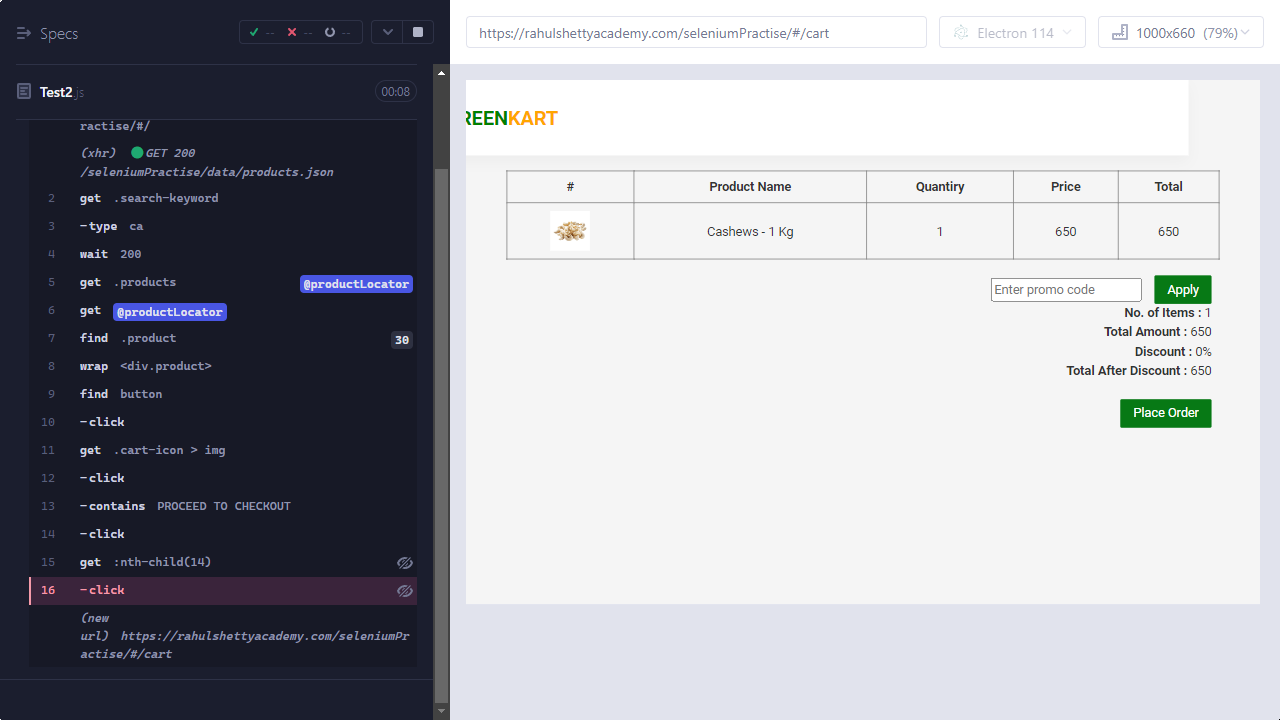 Specs
-- -- --
Test2.js 00:08
ractise/#/
(xhr) GET 200
/seleniumPractise/data/products.json
2 get .search-keyword
3 -type ca
4 wait 200
5 get .products @productLocator
6 get @productLocator
7 find .product 30
8 wrap <div.product>
9 find button
10 -click
11 get .cart-icon > img
12 -click
13 -contains PROCEED TO CHECKOUT
14 -click
15 get :nth-child(14)
16 -click
(new
url) https://rahulshettyacademy.com/seleniumPr
actise/#/cart
https://rahulshettyacademy.com/seleniumPractise/#/cart
Electron 114
1000x660 (79%)
REENKART
# Product Name Quantiry Price Total
Cashews - 1 Kg 1 650 650
Enter promo code Apply
No. of Items : 1
Total Amount : 650
Discount : 0%
Total After Discount : 650
Place Order